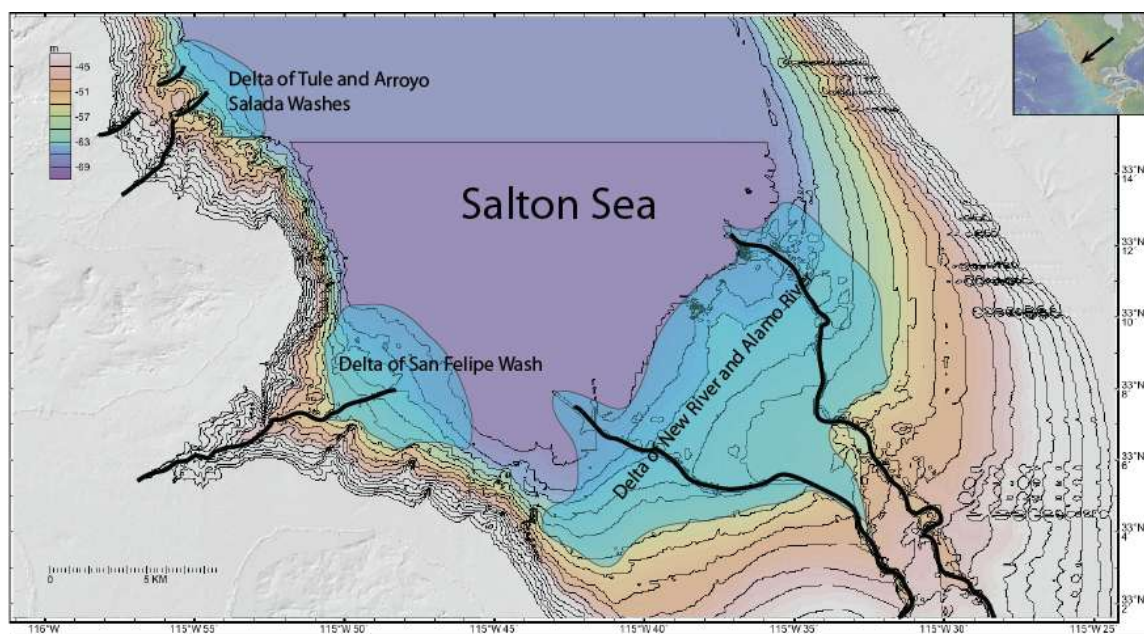 m
-45
-51
-57
-63
-69
Delta of Tule and Arroyo
Salada Washes
Salton Sea
Delta of San Felipe Wash
Delta of New River and Alamo River
0 5 KM
33°N
14
33°N
12
33°N
10
33°N
8
33°N
6
33°N
4
33°N
2
116°W 115°W 55 115°W 50 115°W 45 115°W 40 115°W 35 115°W 30 115°W 25